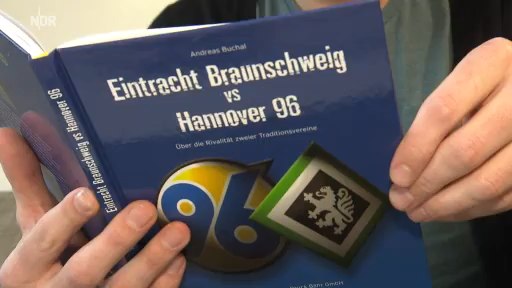 NDR
Andreas Buchal
Eintracht Braunschweig
vs
Hannover 96
Über die Rivalität zweier Traditionsvereine
96
Eintracht Braunschweig vs Hannover 96
GmbH